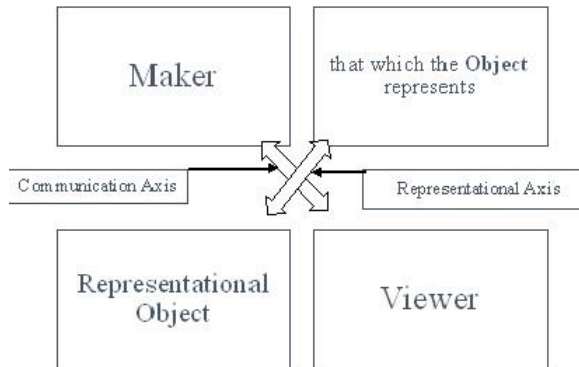 Maker
that which the Object
represents
Communication Axis
Representational Axis
Representational
Object
Viewer